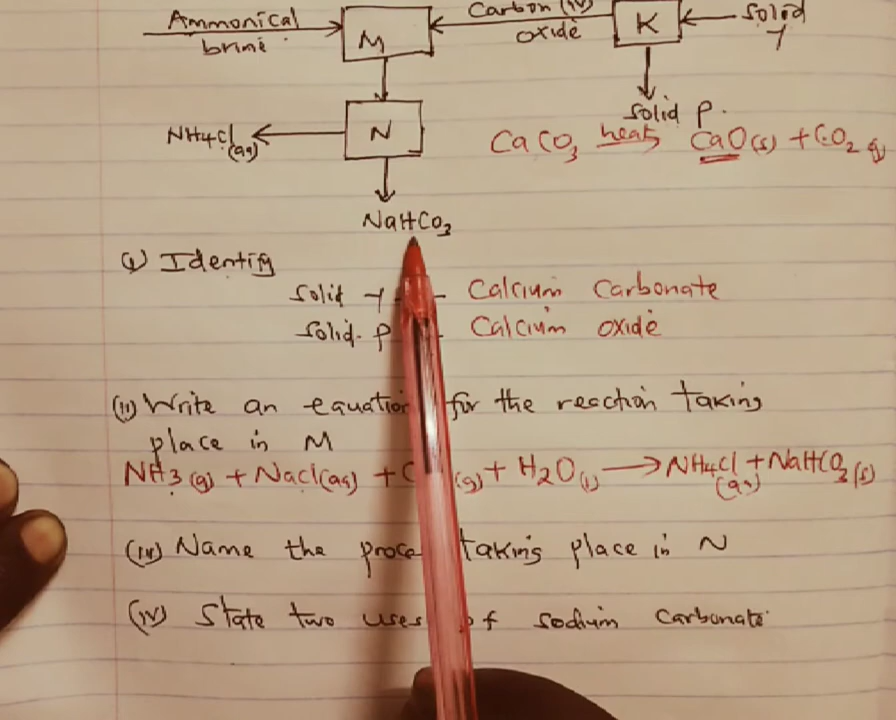 Ammonical
brine
M
Carbon (iv)
oxide
K
Solid
Y
solid P.
NH4Cl(aq)
N
CaCO3 heat CaO(s) + CO2(g)
NaHCO3
(i) Identify
Solid Y - Calcium Carbonate
Solid. P - Calcium oxide
(ii) Write an equation for the reaction taking
place in M
NH3(g) + NaCl(aq) + (g) + H2O(l) → NH4Cl(aq) + NaHCO3(s)
(iii) Name the taking place in N
(iv) State two uses of sodium Carbonate